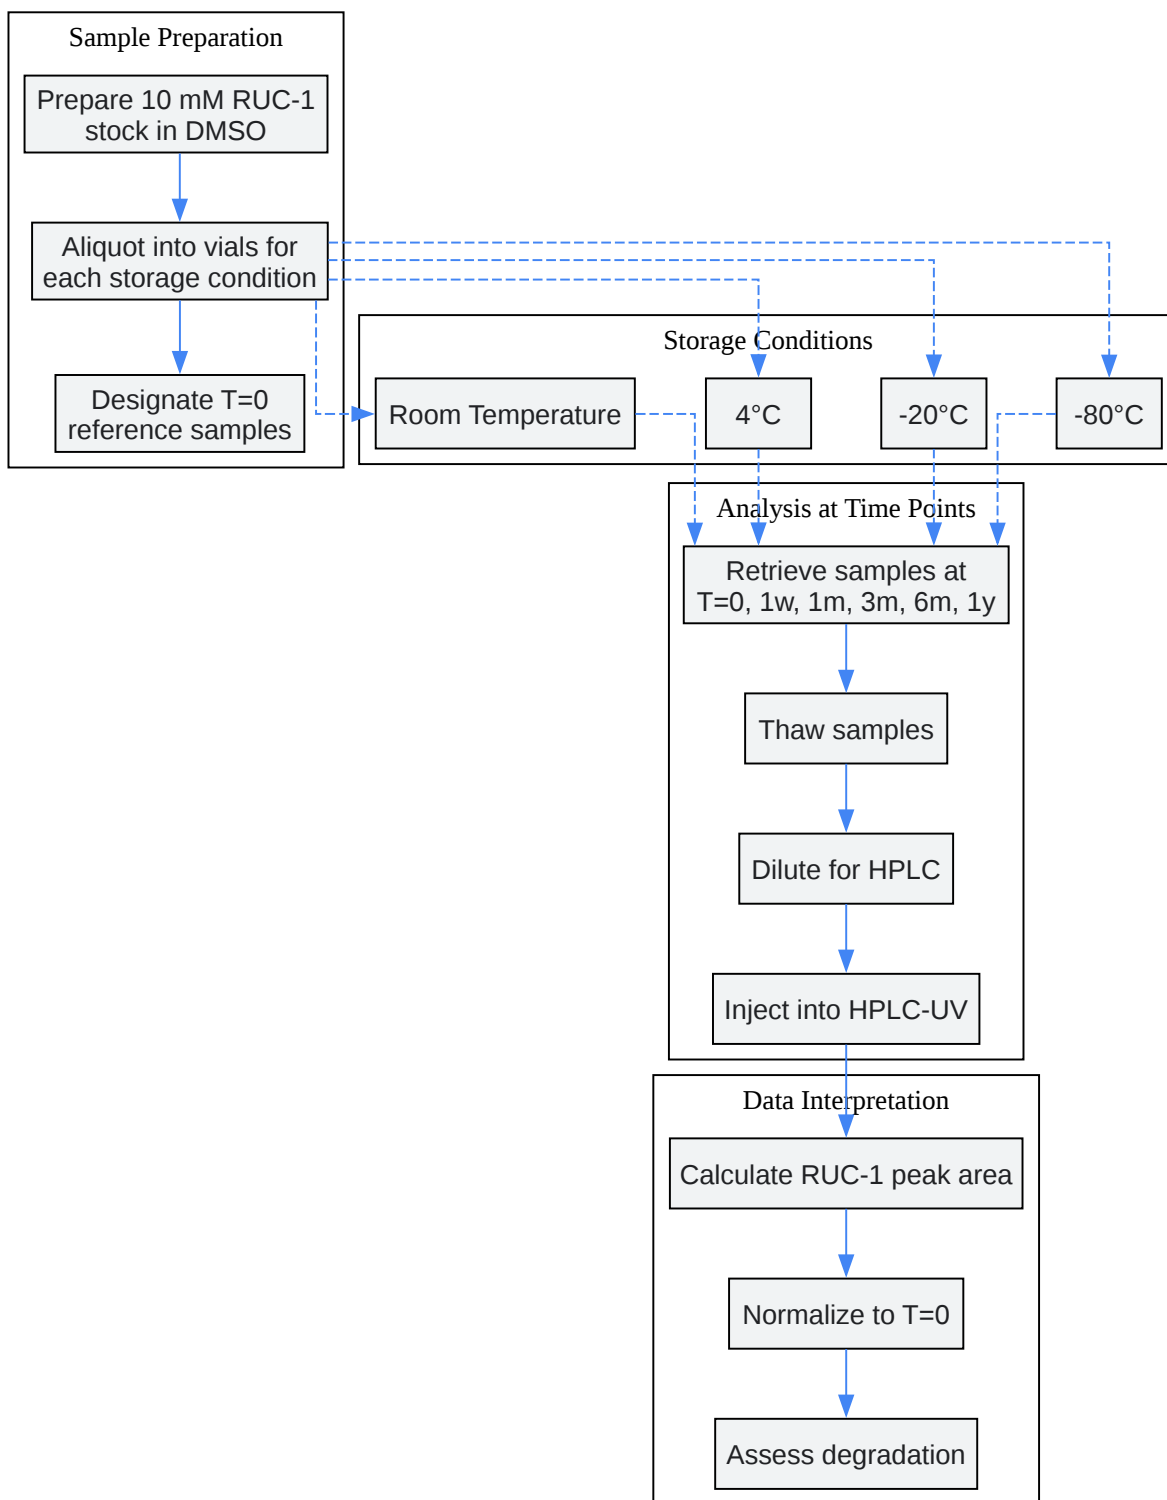 Sample Preparation
Prepare 10 mM RUC-1
stock in DMSO
Aliquot into vials for
each storage condition
Designate T=0
reference samples
Storage Conditions
Room Temperature
4°C
-20°C
-80°C
Analysis at Time Points
Retrieve samples at
T=0, 1w, 1m, 3m, 6m, 1y
Thaw samples
Dilute for HPLC
Inject into HPLC-UV
Data Interpretation
Calculate RUC-1 peak area
Normalize to T=0
Assess degradation